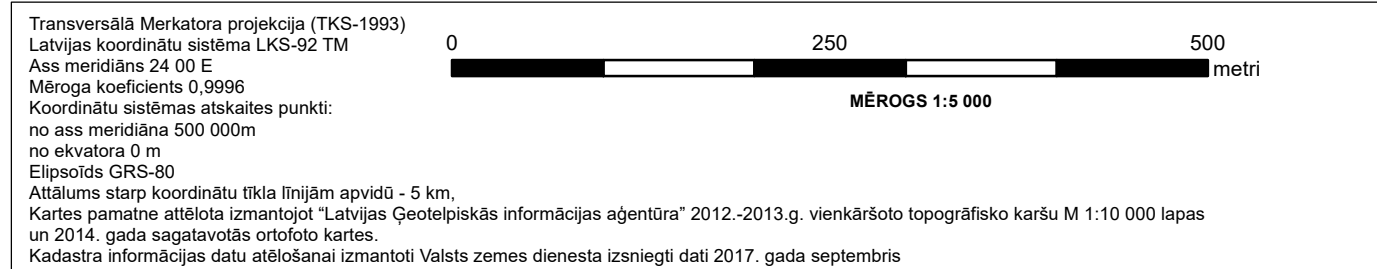 Transversālā Merkatora projekcija (TKS-1993)
Latvijas koordinātu sistēma LKS-92 TM
Ass meridiāns 24 00 E
Mēroga koeficients 0,9996
Koordinātu sistēmas atskaites punkti:
no ass meridiāna 500 000m
no ekvatora 0 m
Elipsoīds GRS-80
Attālums starp koordinātu tīkla līnijām apvidū - 5 km,
Kartes pamatne attēlota izmantojot “Latvijas Ģeotelpiskās informācijas aģentūra” 2012.-2013.g. vienkāršoto topogrāfisko karšu M 1:10 000 lapas
un 2014. gada sagatavotās ortofoto kartes.
Kadastra informācijas datu atēlošanai izmantoti Valsts zemes dienesta izsniegti dati 2017. gada septembris
0 250 500
metri
MĒROGS 1:5 000